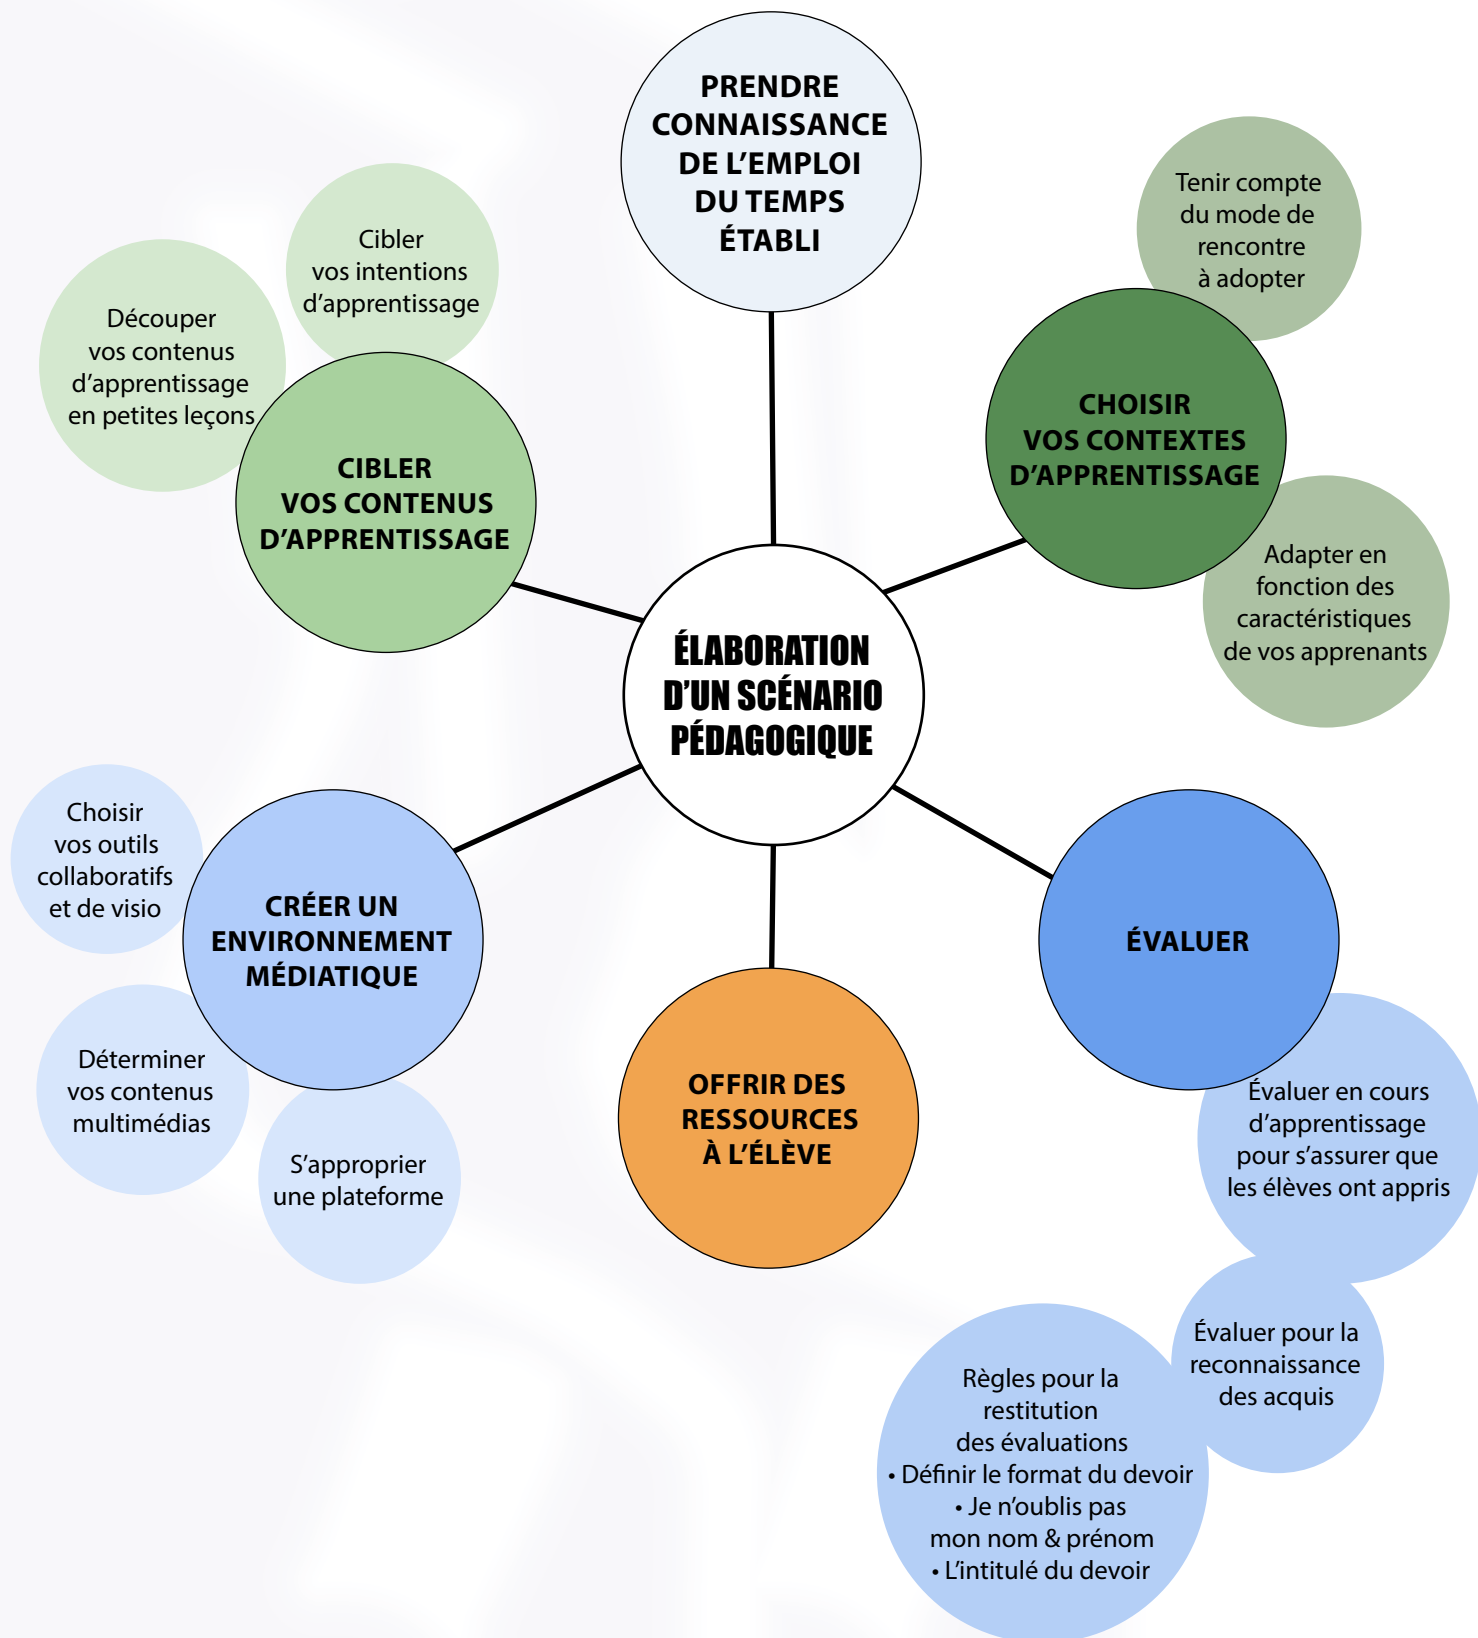 PRENDRE
CONNAISSANCE
DE L’EMPLOI
DU TEMPS
ÉTABLI
Tenir compte
du mode de
rencontre
à adopter
CHOISIR
VOS CONTEXTES
D’APPRENTISSAGE
Adapter en
fonction des
caractéristiques
de vos apprenants
Cibler
vos intentions
d’apprentissage
Découper
vos contenus
d’apprentissage
en petites leçons
CIBLER
VOS CONTENUS
D’APPRENTISSAGE
ÉLABORATION
D’UN SCÉNARIO
PÉDAGOGIQUE
Choisir
vos outils
collaboratifs
et de visio
CRÉER UN
ENVIRONNEMENT
MÉDIATIQUE
Déterminer
vos contenus
multimédias
S’approprier
une plateforme
OFFRIR DES
RESSOURCES
À L’ÉLÈVE
ÉVALUER
Évaluer en cours
d’apprentissage
pour s’assurer que
les élèves ont appris
Évaluer pour la
reconnaissance
des acquis
Règles pour la
restitution
des évaluations
• Définir le format du devoir
• Je n’oublis pas
mon nom & prénom
• L’intitulé du devoir